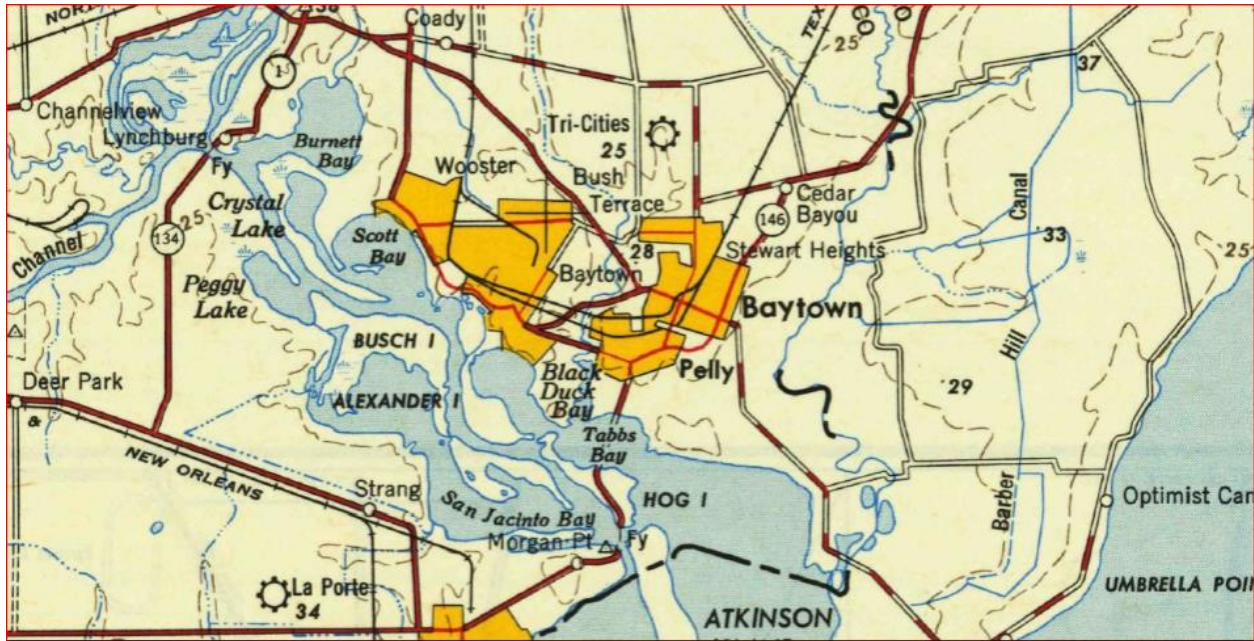 Coady
25
37
Channelview
Lynchburg
1
Burnett
Bay
Tri-Cities
25
Wooster
Bush
Terrace
Fy
Cedar
Bayou
Crystal
Lake
25
134
146
Canal
33
Channel
Scott
Bay
28
Stewart Heights
25
Baytown
Peggy
Lake
Baytown
BUSCH I
Hill
Pelly
Black
Duck
Bay
Deer Park
29
ALEXANDER I
&
Tabbs
Bay
NEW ORLEANS
Strang
HOG I
Barber
Optimist Cam
San Jacinto Bay
Morgan Pt
Fy
La Porte
34
UMBRELLA POI
ATKINSON